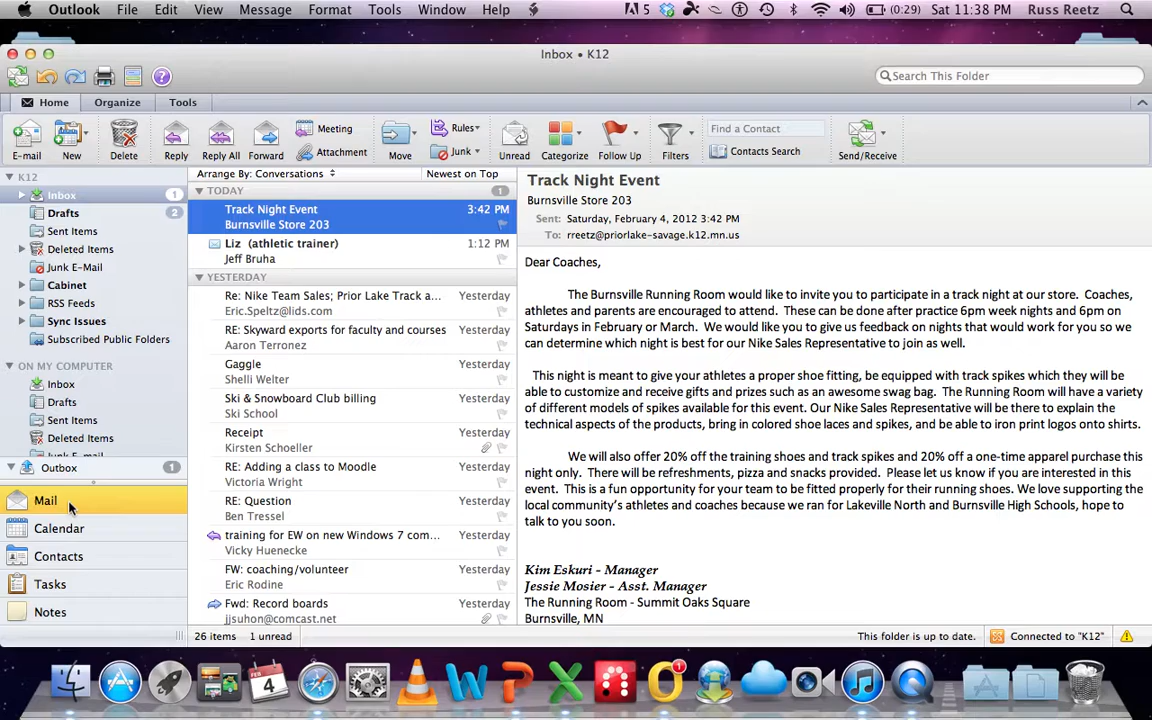 Outlook File Edit View Message Format Tools Window Help 5 (0:29) Sat 11:38 PM Russ Reetz
Inbox • K12
Search This Folder
Home Organize Tools
E-mail New Delete Reply Reply All Forward Meeting Attachment Move Rules Junk Unread Categorize Follow Up Filters Find a Contact Contacts Search Send/Receive
K12
Inbox 1
Drafts 2
Sent Items
Deleted Items
Junk E-Mail
Cabinet
RSS Feeds
Sync Issues
Subscribed Public Folders
ON MY COMPUTER
Inbox
Drafts
Sent Items
Deleted Items
Junk E-mail
Outbox 1
Mail
Calendar
Contacts
Tasks
Notes
Arrange By: Conversations Newest on Top
TODAY 1
Track Night Event 3:42 PM
Burnsville Store 203
Liz (athletic trainer) 1:12 PM
Jeff Bruha
YESTERDAY
Re: Nike Team Sales; Prior Lake Track a... Yesterday
Eric.Speltz@lids.com
RE: Skyward exports for faculty and courses Yesterday
Aaron Terronez
Gaggle Yesterday
Shelli Welter
Ski & Snowboard Club billing Yesterday
Ski School
Receipt Yesterday
Kirsten Schoeller
RE: Adding a class to Moodle Yesterday
Victoria Wright
RE: Question Yesterday
Ben Tressel
training for EW on new Windows 7 com... Yesterday
Vicky Huenecke
FW: coaching/volunteer Yesterday
Eric Rodine
Fwd: Record boards Yesterday
jjsuhon@comcast.net
Track Night Event
Burnsville Store 203
Sent: Saturday, February 4, 2012 3:42 PM
To: rreetz@priorlake-savage.k12.mn.us
Dear Coaches,
The Burnsville Running Room would like to invite you to participate in a track night at our store. Coaches,
athletes and parents are encouraged to attend. These can be done after practice 6pm week nights and 6pm on
Saturdays in February or March. We would like you to give us feedback on nights that would work for you so we
can determine which night is best for our Nike Sales Representative to join as well.
This night is meant to give your athletes a proper shoe fitting, be equipped with track spikes which they will be
able to customize and receive gifts and prizes such as an awesome swag bag. The Running Room will have a variety
of different models of spikes available for this event. Our Nike Sales Representative will be there to explain the
technical aspects of the products, bring in colored shoe laces and spikes, and be able to iron print logos onto shirts.
We will also offer 20% off the training shoes and track spikes and 20% off a one-time apparel purchase this
night only. There will be refreshments, pizza and snacks provided. Please let us know if you are interested in this
event. This is a fun opportunity for your team to be fitted properly for their running shoes. We love supporting the
local community's athletes and coaches because we ran for Lakeville North and Burnsville High Schools, hope to
talk to you soon.
Kim Eskuri - Manager
Jessie Mosier - Asst. Manager
The Running Room - Summit Oaks Square
Burnsville, MN
26 items 1 unread This folder is up to date. Connected to "K12"
FEB 4 1